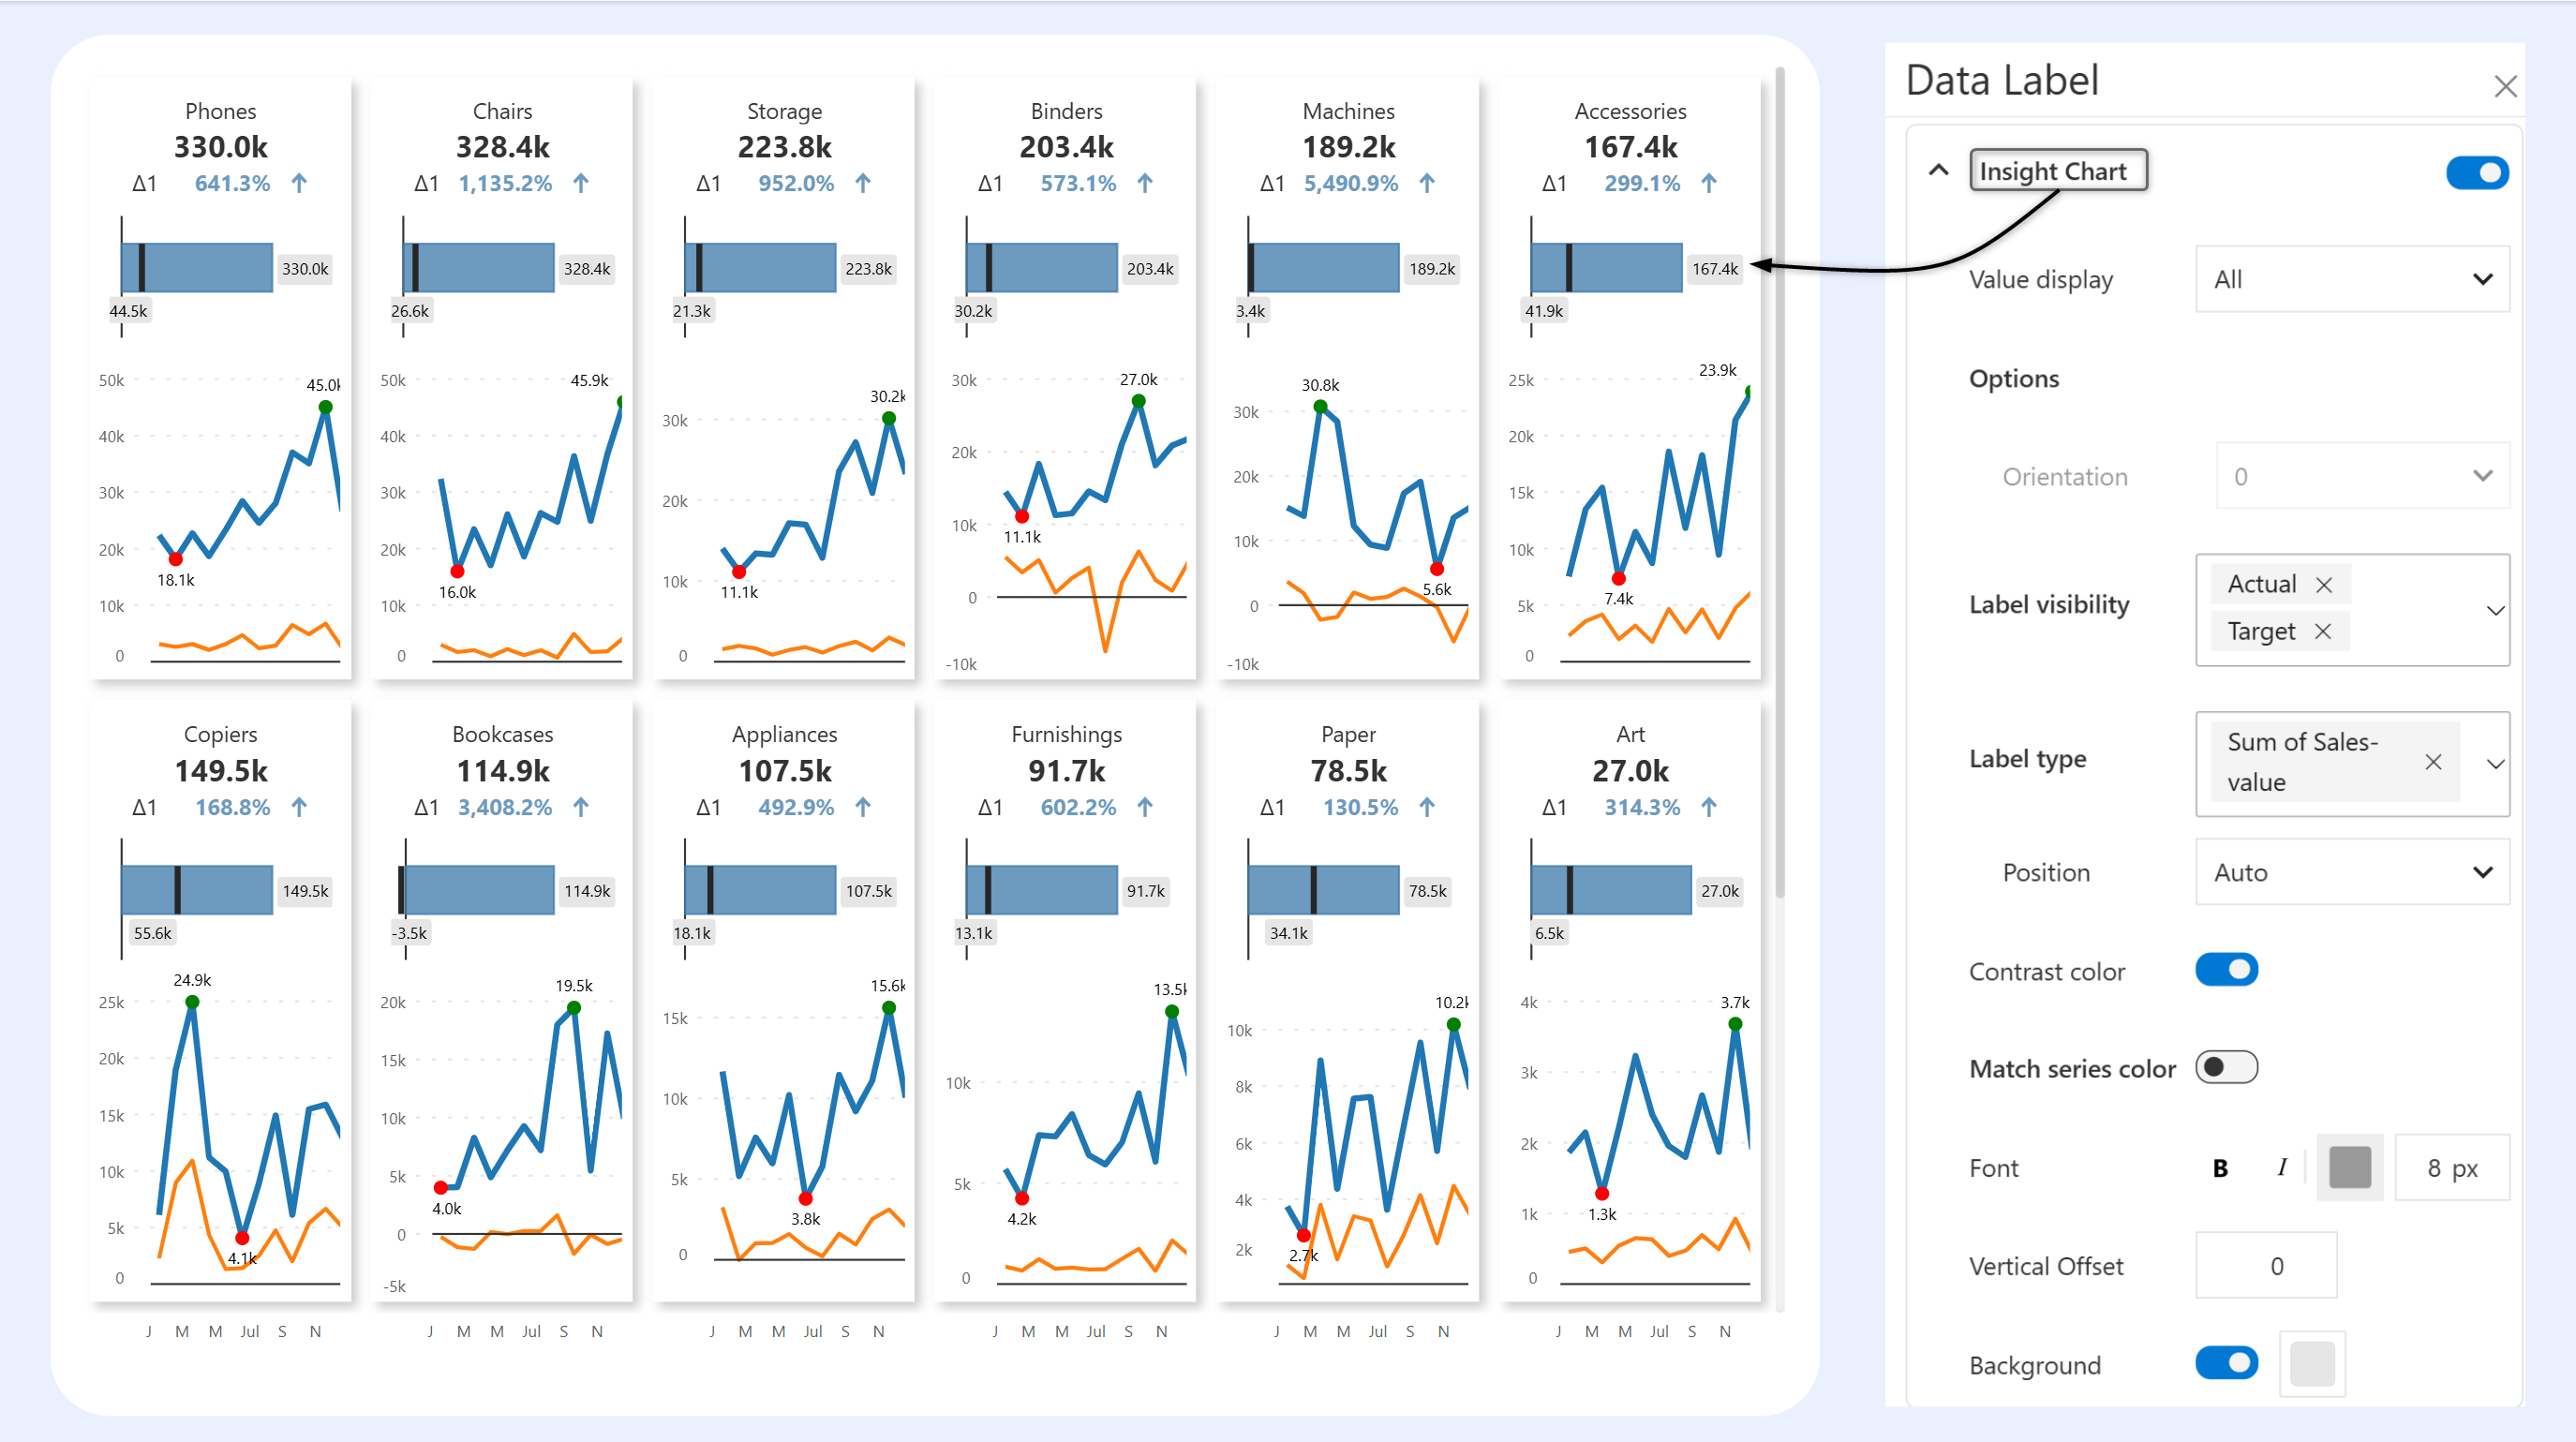 Phones
330.0k
Δ1 641.3% ↑
330.0k
44.5k
50k
40k
30k
20k
10k
0
45.0k
18.1k
Chairs
328.4k
Δ1 1,135.2% ↑
328.4k
26.6k
50k
40k
30k
20k
10k
0
45.9k
16.0k
Storage
223.8k
Δ1 952.0% ↑
223.8k
21.3k
30k
20k
10k
0
30.2k
11.1k
Binders
203.4k
Δ1 573.1% ↑
203.4k
30.2k
30k
20k
10k
0
-10k
27.0k
11.1k
Machines
189.2k
Δ1 5,490.9% ↑
189.2k
3.4k
30k
20k
10k
0
-10k
30.8k
5.6k
Accessories
167.4k
Δ1 299.1% ↑
167.4k
41.9k
25k
20k
15k
10k
5k
0
23.9k
7.4k
Copiers
149.5k
Δ1 168.8% ↑
149.5k
55.6k
25k
20k
15k
10k
5k
0
24.9k
4.1k
J M M Jul S N
Bookcases
114.9k
Δ1 3,408.2% ↑
114.9k
-3.5k
20k
15k
10k
5k
0
-5k
19.5k
4.0k
J M M Jul S N
Appliances
107.5k
Δ1 492.9% ↑
107.5k
18.1k
15k
10k
5k
0
15.6k
3.8k
J M M Jul S N
Furnishings
91.7k
Δ1 602.2% ↑
91.7k
13.1k
10k
5k
0
13.5k
4.2k
J M M Jul S N
Paper
78.5k
Δ1 130.5% ↑
78.5k
34.1k
10k
8k
6k
4k
2k
10.2k
2.7k
J M M Jul S N
Art
27.0k
Δ1 314.3% ↑
27.0k
6.5k
4k
3k
2k
1k
0
3.7k
1.3k
J M M Jul S N
Data Label
Insight Chart
Value display All
Options
Orientation 0
Label visibility
Actual
Target
Label type
Sum of Sales-
value
Position Auto
Contrast color
Match series color
Font B I 8 px
Vertical Offset 0
Background